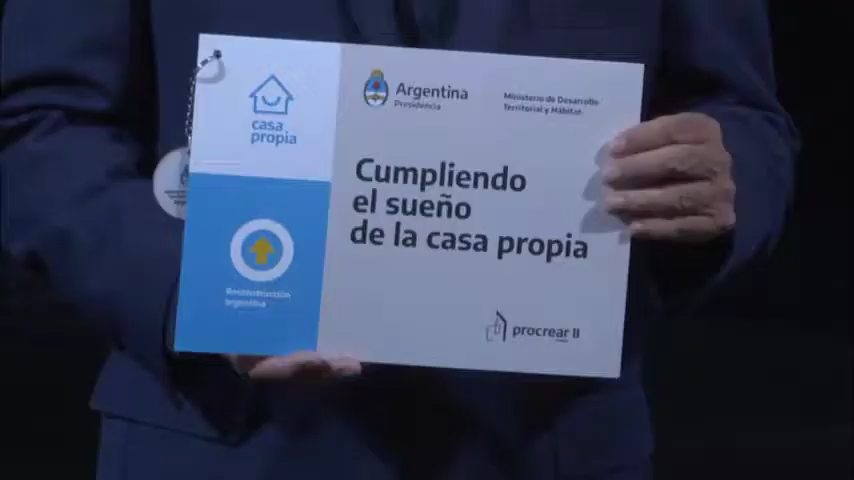 casa
propia
Argentina
Presidencia
Ministerio de Desarrollo
Territorial y Hábitat
Cumpliendo
el sueño
de la casa propia
Reconstrucción
Argentina
procrear II